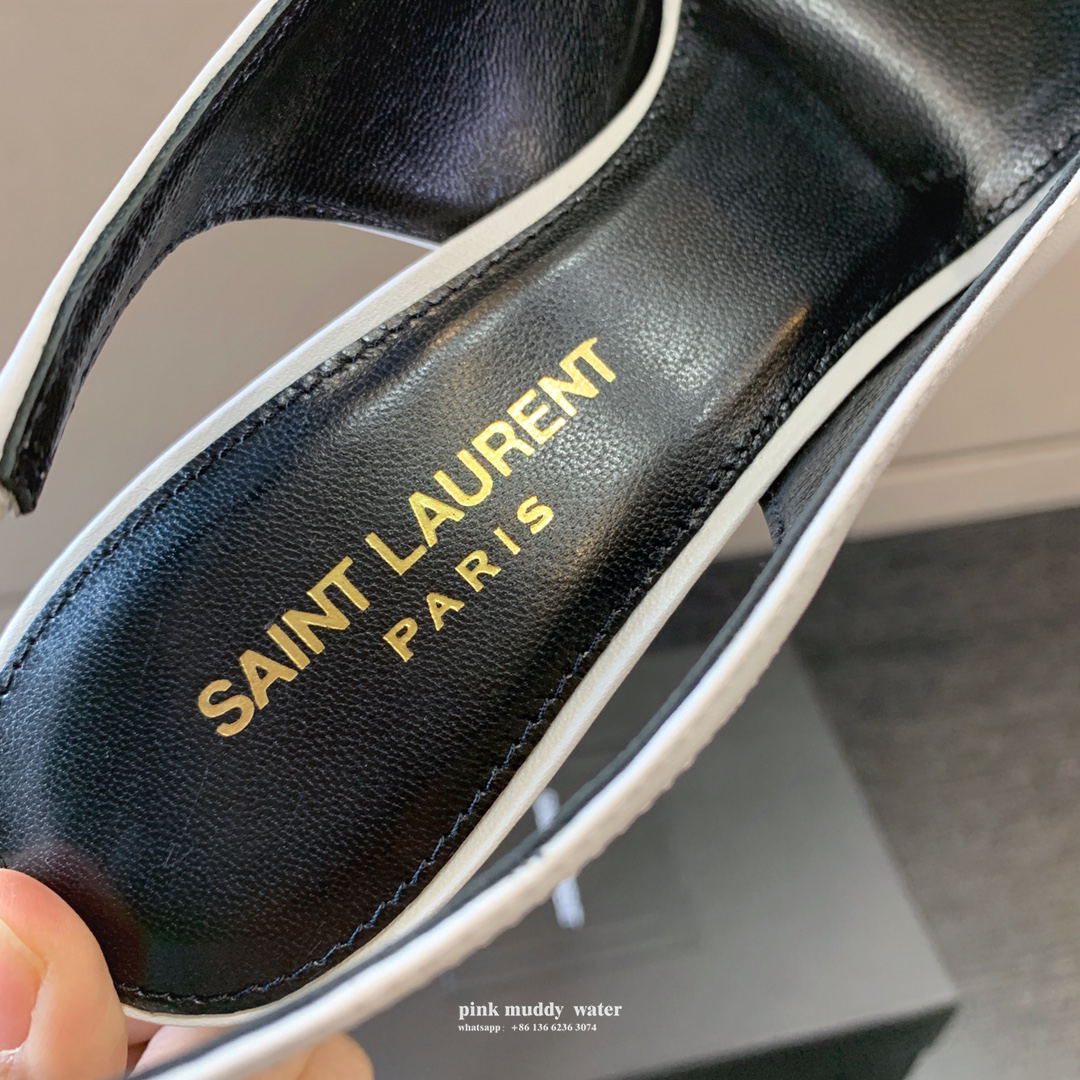 SAINT LAURENT
PARIS
pink muddy water
whatsapp: +86 136 6236 3074